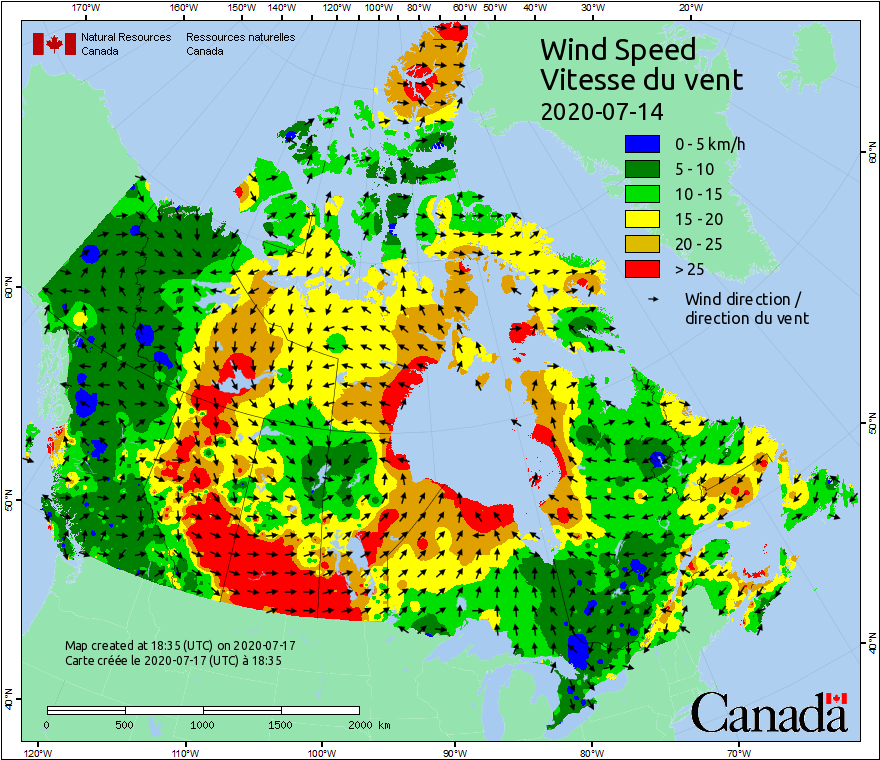 170°W 160°W 150°W 140°W 130°W 120°W 110°W 100°W 80°W 60°W 50°W 40°W 30°W 20°W
Natural Resources Canada
Ressources naturelles Canada
Wind Speed
Vitesse du vent
2020-07-14
0 - 5 km/h
5 - 10
10 - 15
15 - 20
20 - 25
> 25
Wind direction /
direction du vent
60°N
60°N
50°N
50°N
40°N
40°N
Map created at 18:35 (UTC) on 2020-07-17
Carte créée le 2020-07-17 (UTC) à 18:35
0 500 1000 1500 2000 km
Canada
120°W 110°W 100°W 90°W 80°W 70°W